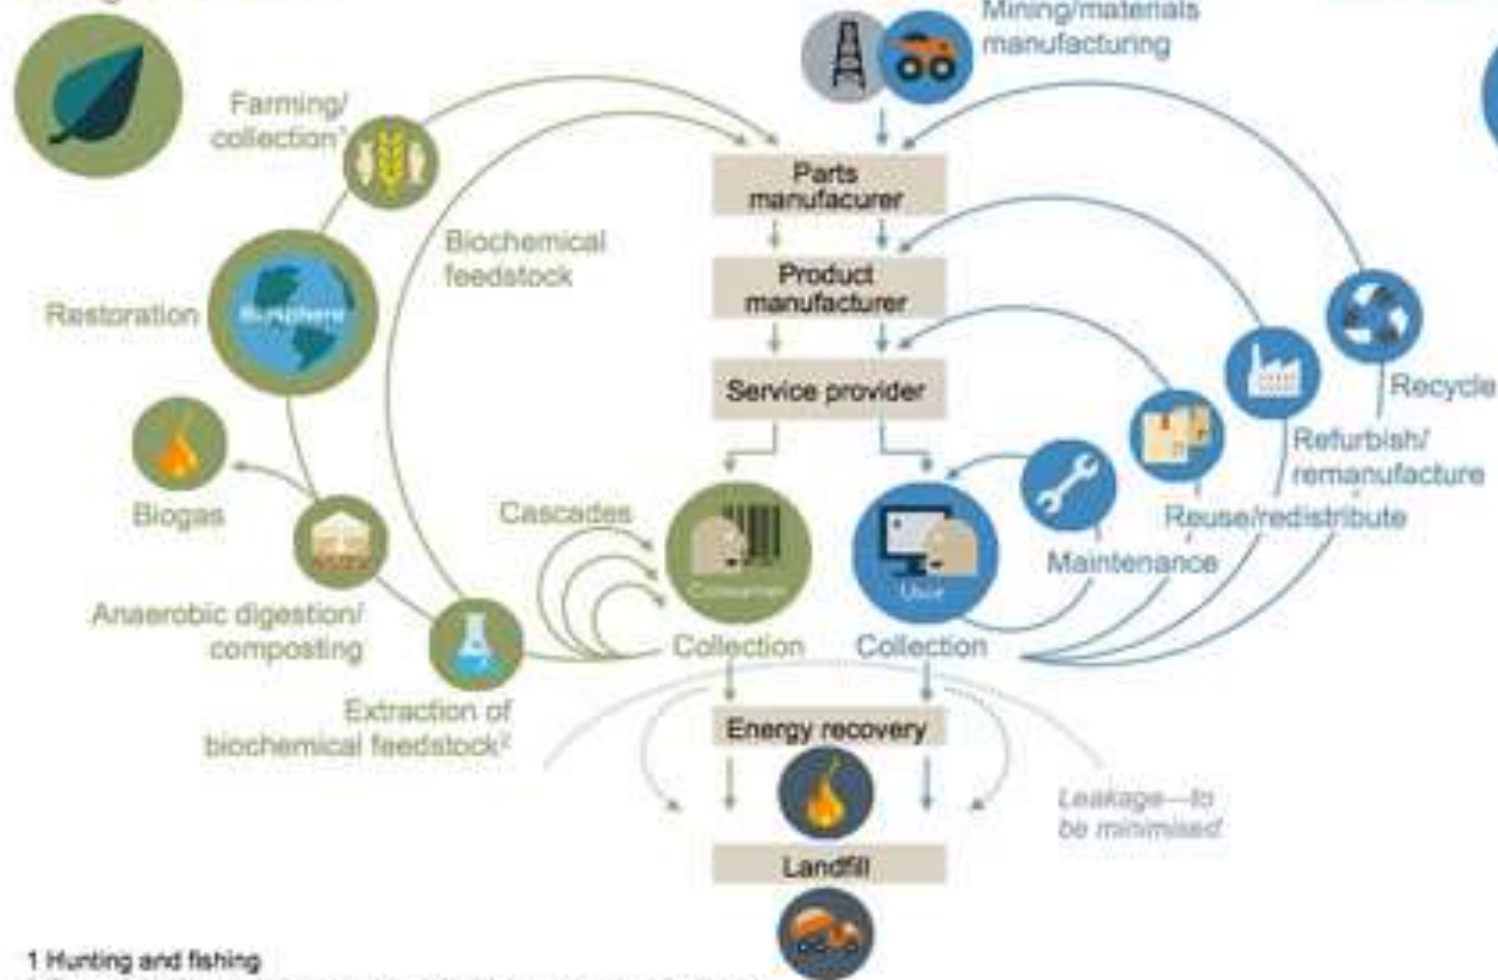 Mining/materials
manufacturing
Farming/
collection¹
Parts
manufacurer
Biochemical
feedstock
Product
manufacturer
Restoration
Biosphere
Service provider
Recycle
Refurbish/
remanufacture
Biogas
Cascades
Reuse/redistribute
Maintenance
Consumer
User
Anaerobic digestion/
composting
Collection
Collection
Extraction of
biochemical feedstock²
Energy recovery
Leakage—to
be minimised
Landfill
1 Hunting and fishing